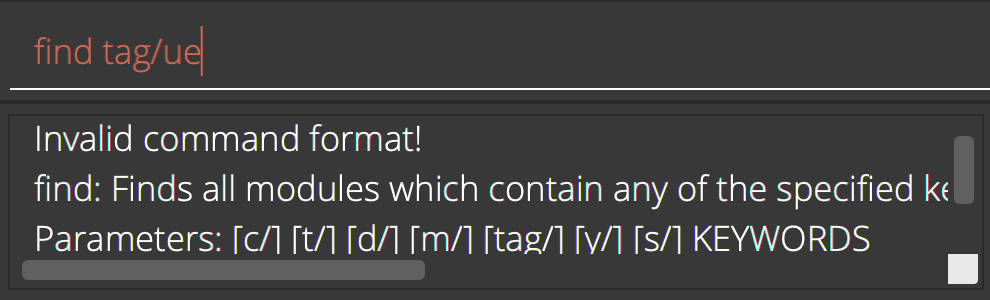 find tag/ue
Invalid command format!
find: Finds all modules which contain any of the specified
Parameters: [c/] [t/] [d/] [m/] [tag/] [y/] [s/] KEYWORDS